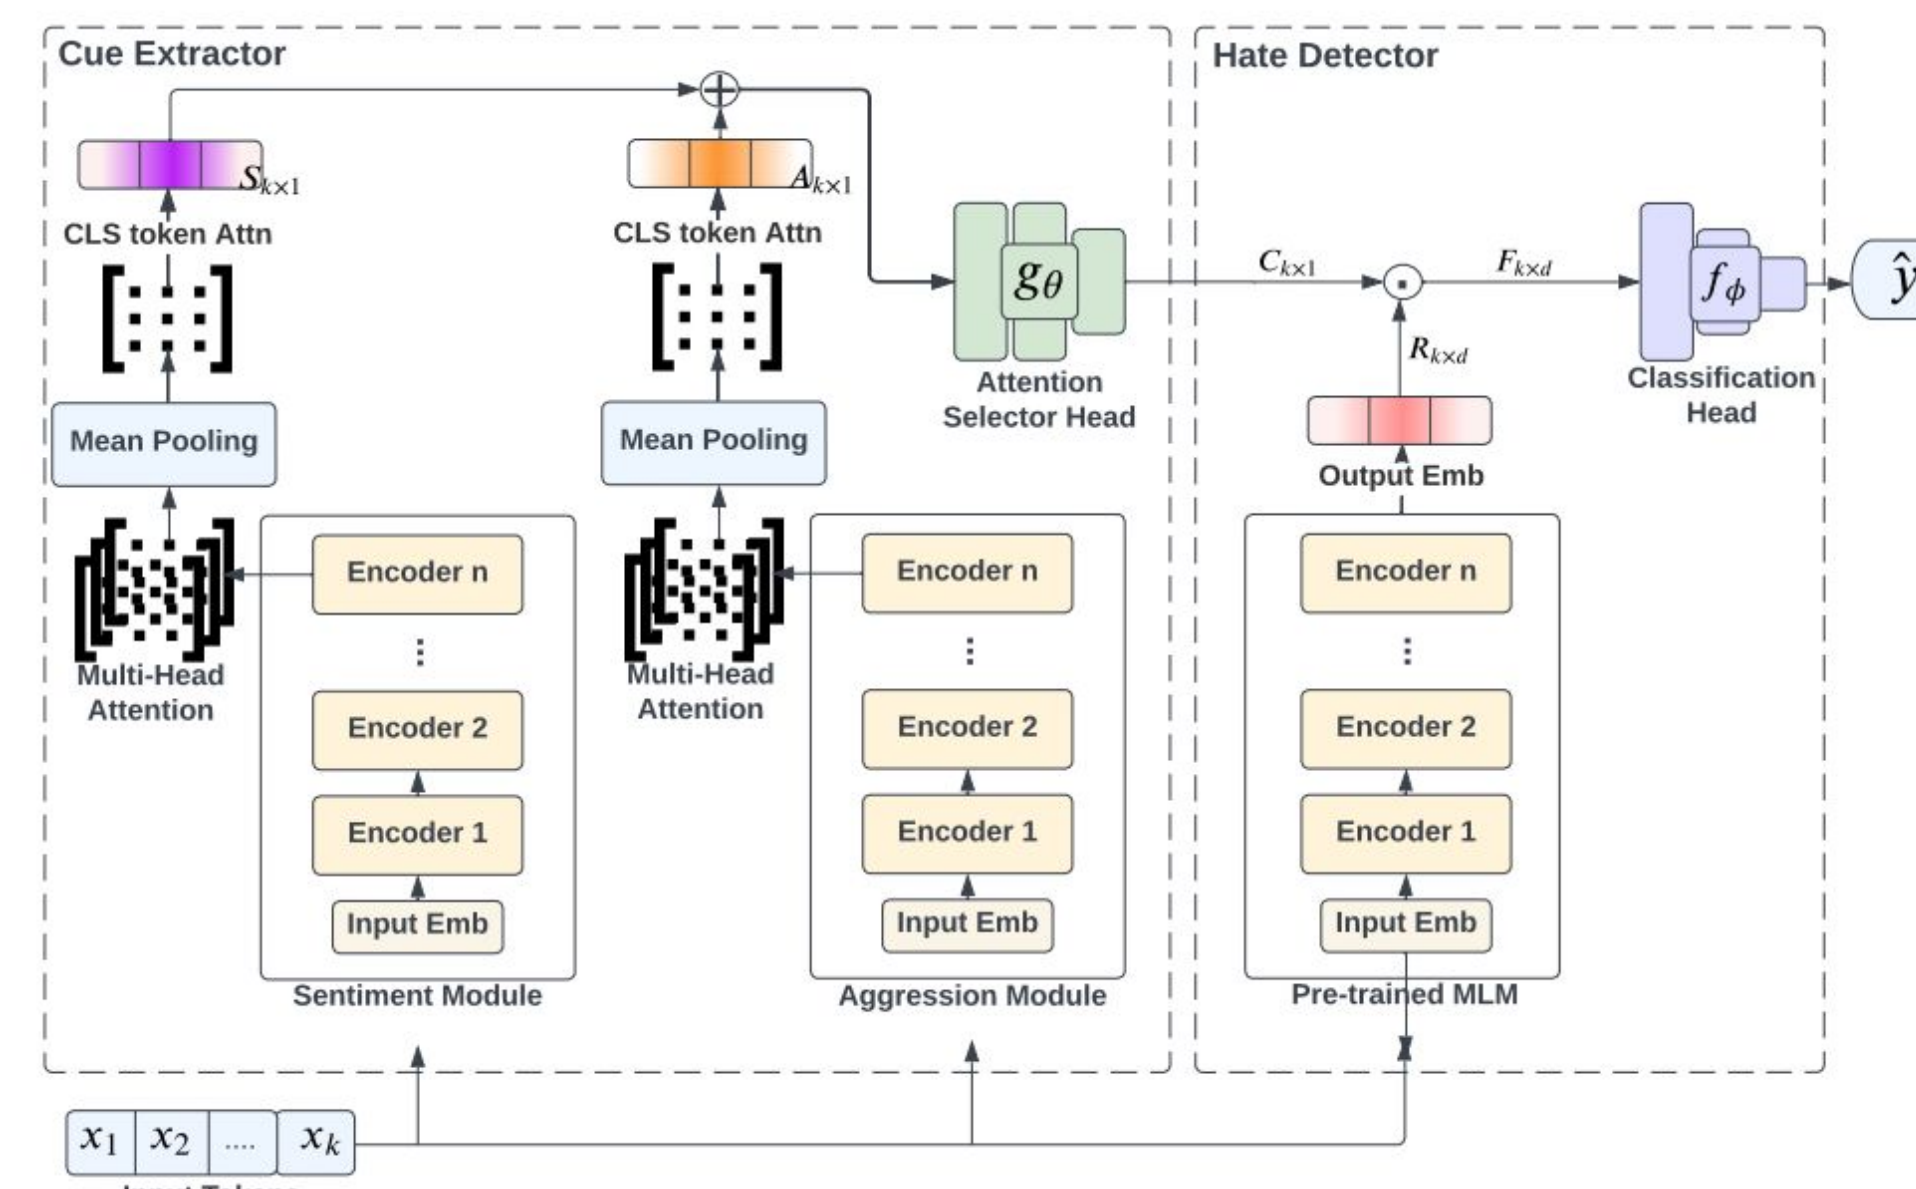 Cue Extractor
Hate Detector
S_{k×1}
A_{k×1}
CLS token Attn
CLS token Attn
g_θ
C_{k×1}
F_{k×d}
f_ϕ
ŷ
R_{k×d}
Attention
Selector Head
Classification
Head
Mean Pooling
Mean Pooling
Output Emb
Multi-Head
Attention
Encoder n
⋮
Encoder 2
Encoder 1
Input Emb
Sentiment Module
Multi-Head
Attention
Encoder n
⋮
Encoder 2
Encoder 1
Input Emb
Aggression Module
Encoder n
⋮
Encoder 2
Encoder 1
Input Emb
Pre-trained MLM
x_1 x_2 .... x_k